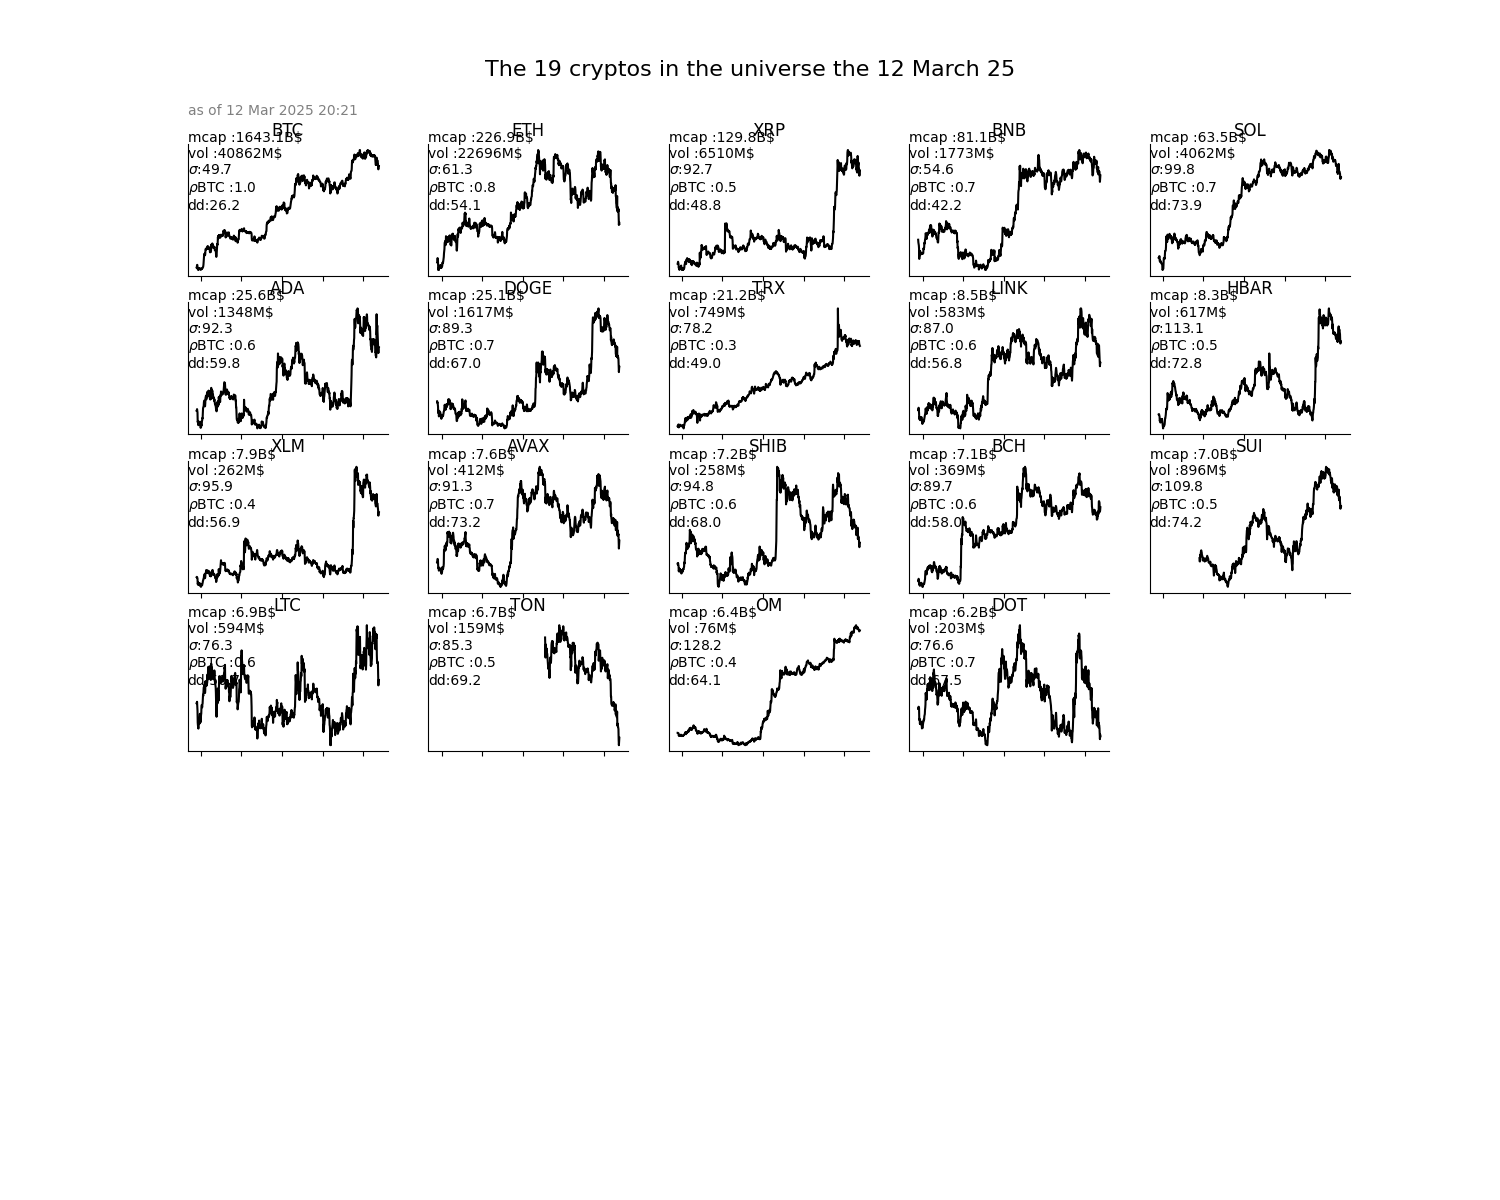 The 19 cryptos in the universe the 12 March 25
as of 12 Mar 2025 20:21
BTC
mcap :1643.1B$
vol :40862M$
σ:49.7
ρBTC :1.0
dd:26.2
ETH
mcap :226.9B$
vol :22696M$
σ:61.3
ρBTC :0.8
dd:54.1
XRP
mcap :129.8B$
vol :6510M$
σ:92.7
ρBTC :0.5
dd:48.8
BNB
mcap :81.1B$
vol :1773M$
σ:54.6
ρBTC :0.7
dd:42.2
SOL
mcap :63.5B$
vol :4062M$
σ:99.8
ρBTC :0.7
dd:73.9
ADA
mcap :25.6B$
vol :1348M$
σ:92.3
ρBTC :0.6
dd:59.8
DOGE
mcap :25.1B$
vol :1617M$
σ:89.3
ρBTC :0.7
dd:67.0
TRX
mcap :21.2B$
vol :749M$
σ:78.2
ρBTC :0.3
dd:49.0
LINK
mcap :8.5B$
vol :583M$
σ:87.0
ρBTC :0.6
dd:56.8
HBAR
mcap :8.3B$
vol :617M$
σ:113.1
ρBTC :0.5
dd:72.8
XLM
mcap :7.9B$
vol :262M$
σ:95.9
ρBTC :0.4
dd:56.9
AVAX
mcap :7.6B$
vol :412M$
σ:91.3
ρBTC :0.7
dd:73.2
SHIB
mcap :7.2B$
vol :258M$
σ:94.8
ρBTC :0.6
dd:68.0
BCH
mcap :7.1B$
vol :369M$
σ:89.7
ρBTC :0.6
dd:58.0
SUI
mcap :7.0B$
vol :896M$
σ:109.8
ρBTC :0.5
dd:74.2
LTC
mcap :6.9B$
vol :594M$
σ:76.3
ρBTC :0.6
TON
mcap :6.7B$
vol :159M$
σ:85.3
ρBTC :0.5
dd:69.2
OM
mcap :6.4B$
vol :76M$
σ:128.2
ρBTC :0.4
dd:64.1
DOT
mcap :6.2B$
vol :203M$
σ:76.6
ρBTC :0.7
dd:67.5